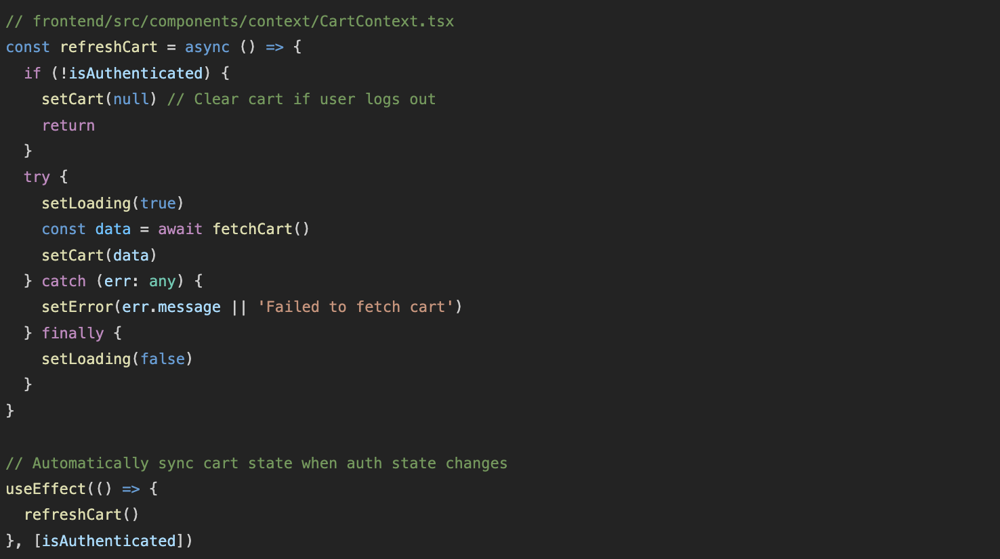 // frontend/src/components/context/CartContext.tsx
const refreshCart = async () => {
  if (!isAuthenticated) {
    setCart(null) // Clear cart if user logs out
    return
  }
  try {
    setLoading(true)
    const data = await fetchCart()
    setCart(data)
  } catch (err: any) {
    setError(err.message || 'Failed to fetch cart')
  } finally {
    setLoading(false)
  }
}

// Automatically sync cart state when auth state changes
useEffect(() => {
  refreshCart()
}, [isAuthenticated])